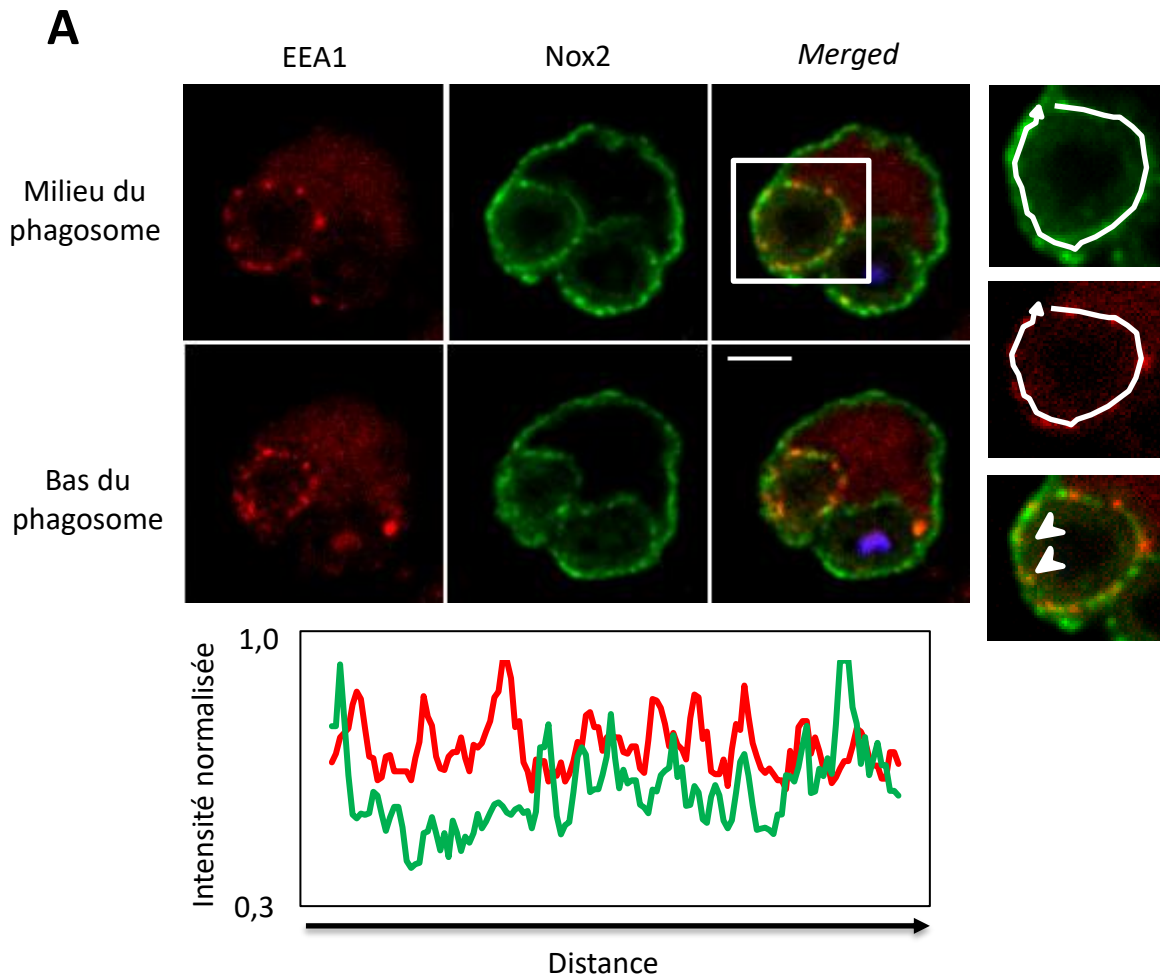 A
EEA1
Nox2
Merged
Milieu du
phagosome
Bas du
phagosome
Intensité normalisée
1,0
0,3
Distance